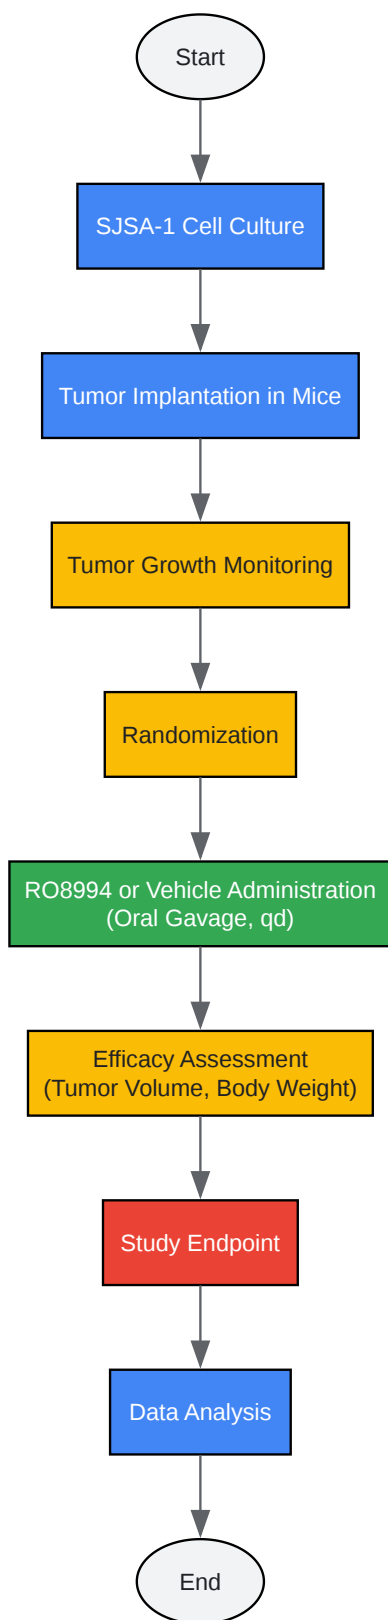 Start
SJSA-1 Cell Culture
Tumor Implantation in Mice
Tumor Growth Monitoring
Randomization
RO8994 or Vehicle Administration
(Oral Gavage, qd)
Efficacy Assessment
(Tumor Volume, Body Weight)
Study Endpoint
Data Analysis
End